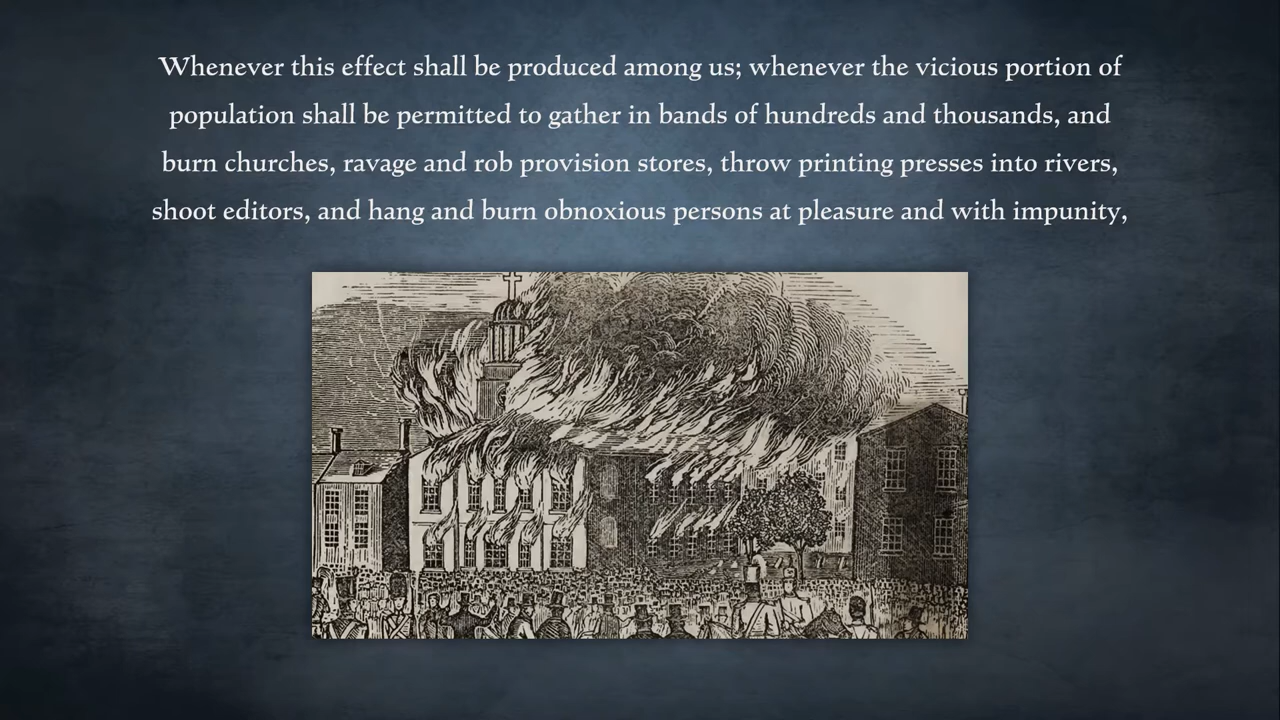 Whenever this effect shall be produced among us; whenever the vicious portion of
population shall be permitted to gather in bands of hundreds and thousands, and
burn churches, ravage and rob provision stores, throw printing presses into rivers,
shoot editors, and hang and burn obnoxious persons at pleasure and with impunity,